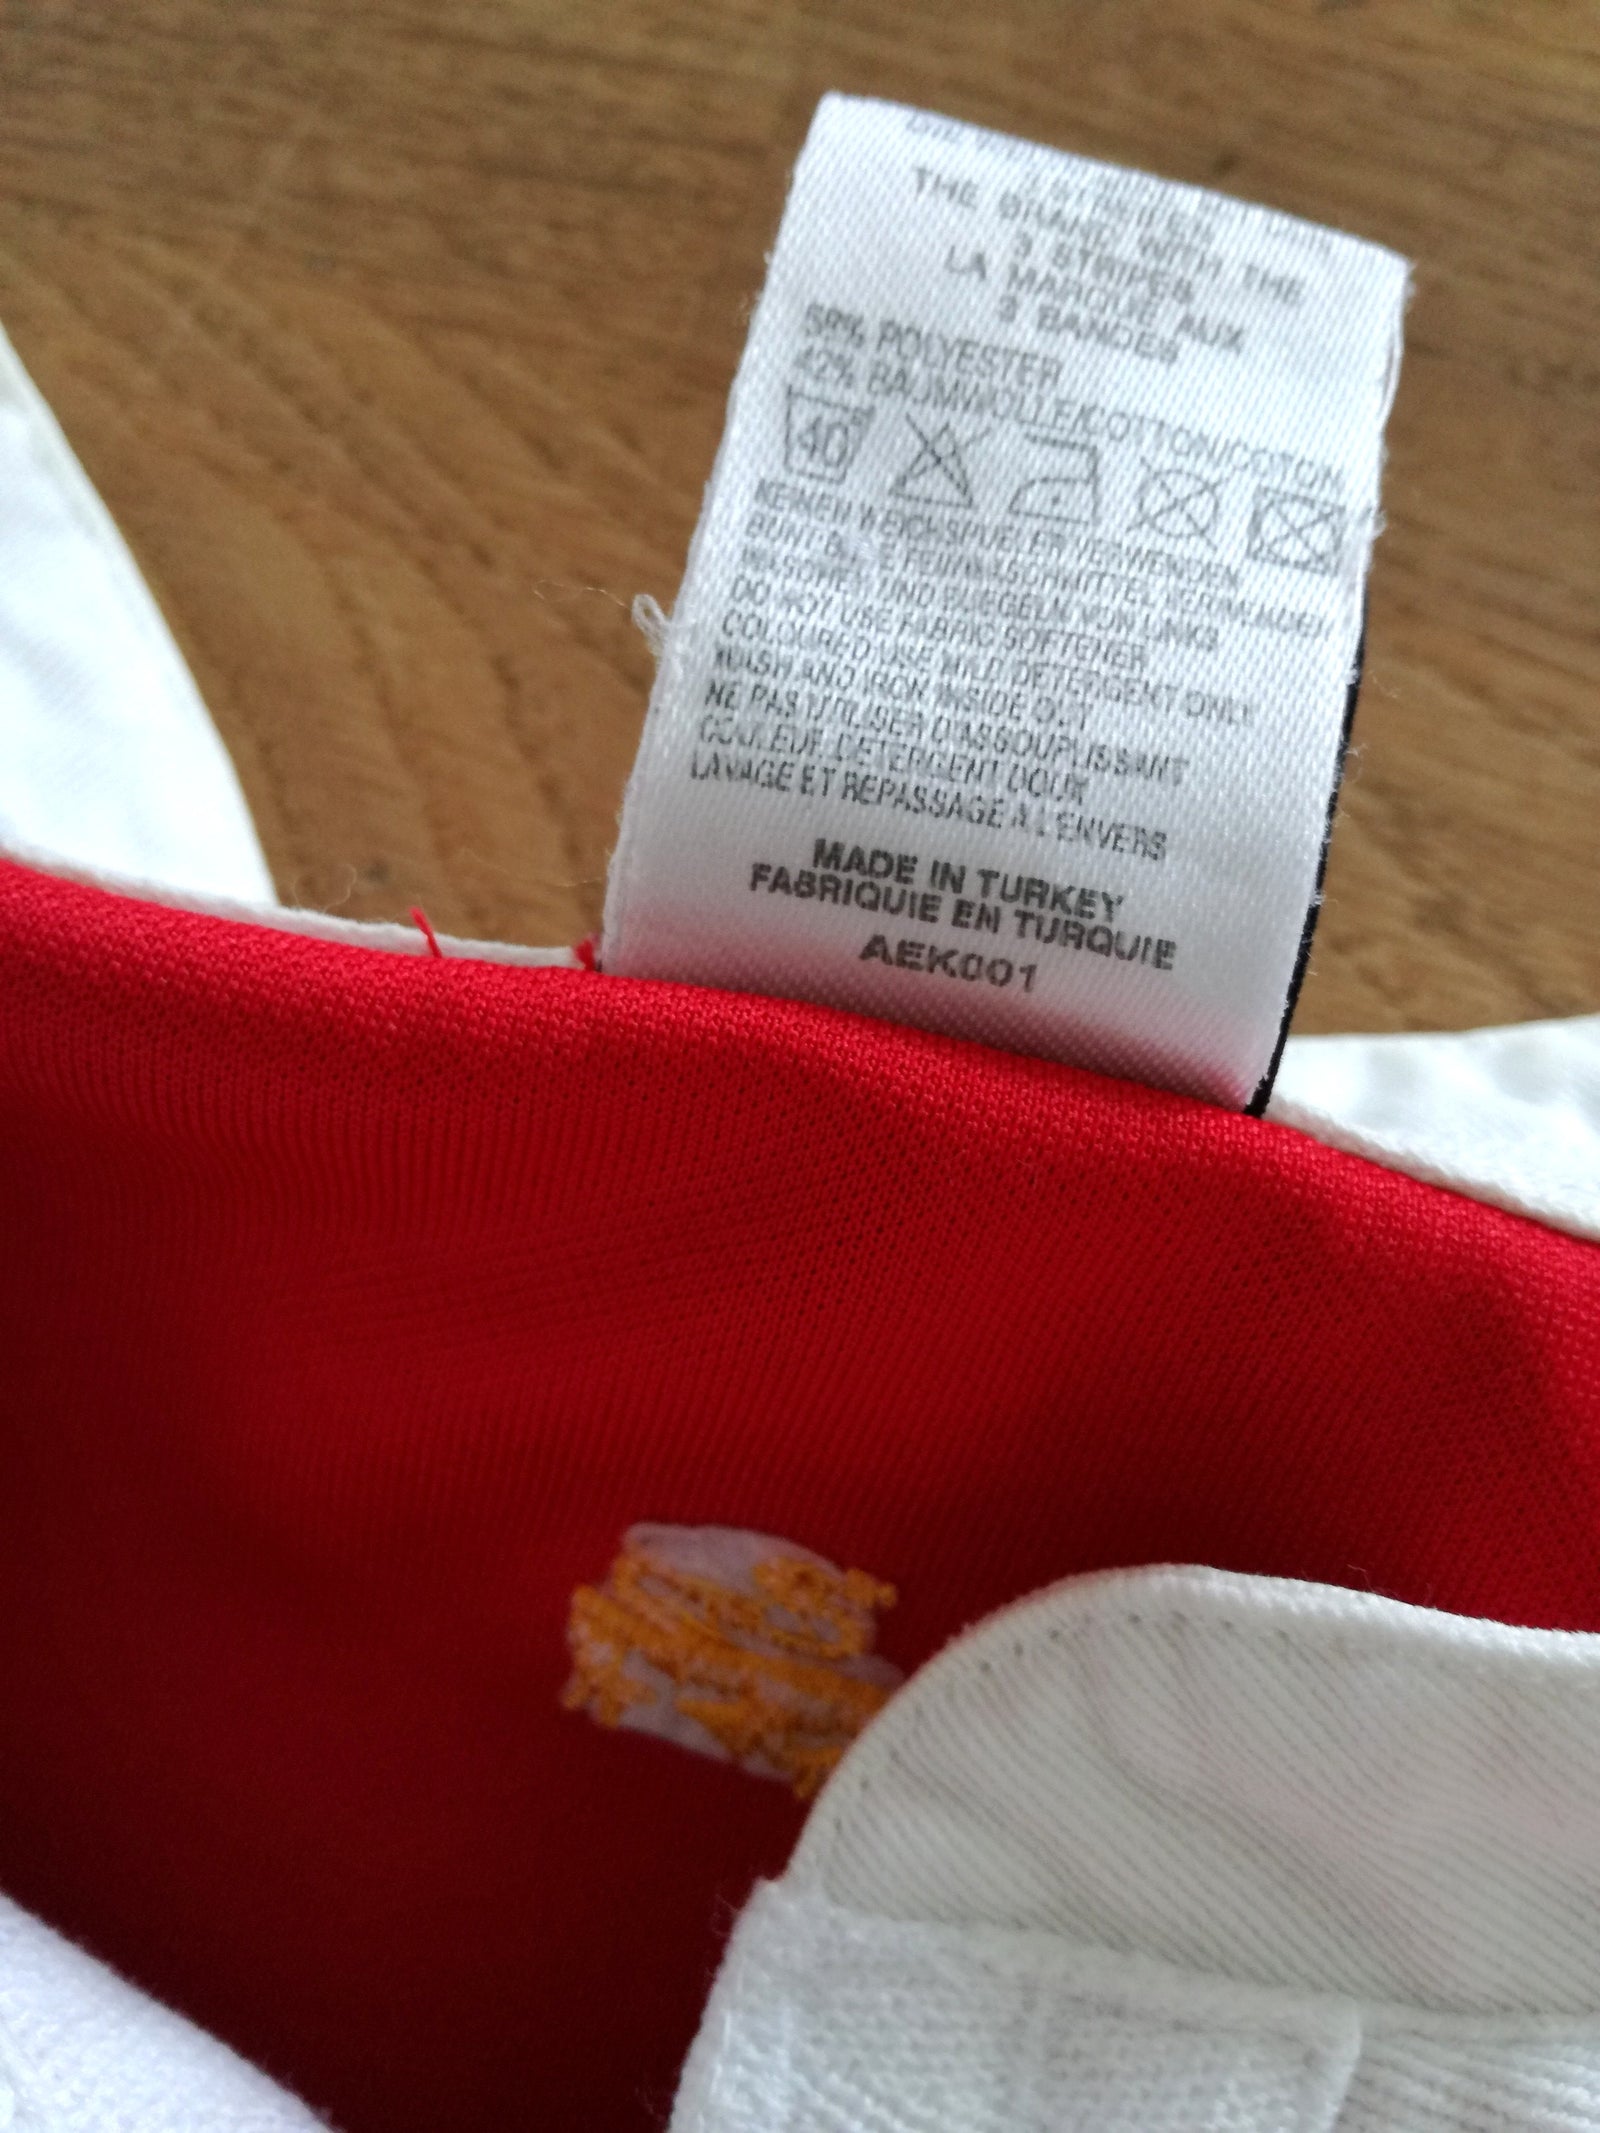 THE BRAND WITH THE
3 STRIPES
LA MARQUE AUX
3 BANDES
58% POLYESTER
42% BAUMWOLLE/COTTON/COTON
40
KEINEN WEICHSPUELER VERWENDEN
BUNT
WASCHEN UND BUEGELN VON LINKS
DO NOT USE FABRIC SOFTENER
COLOURED USE MILD DETERGENT ONLY
WASH AND IRON INSIDE OUT
NE PAS UTILISER D'ASSOUPLISSANT
COULEUR DETERGENT DOUX
LAVAGE ET REPASSAGE A L'ENVERS
MADE IN TURKEY
FABRIQUIE EN TURQUIE
AEK001